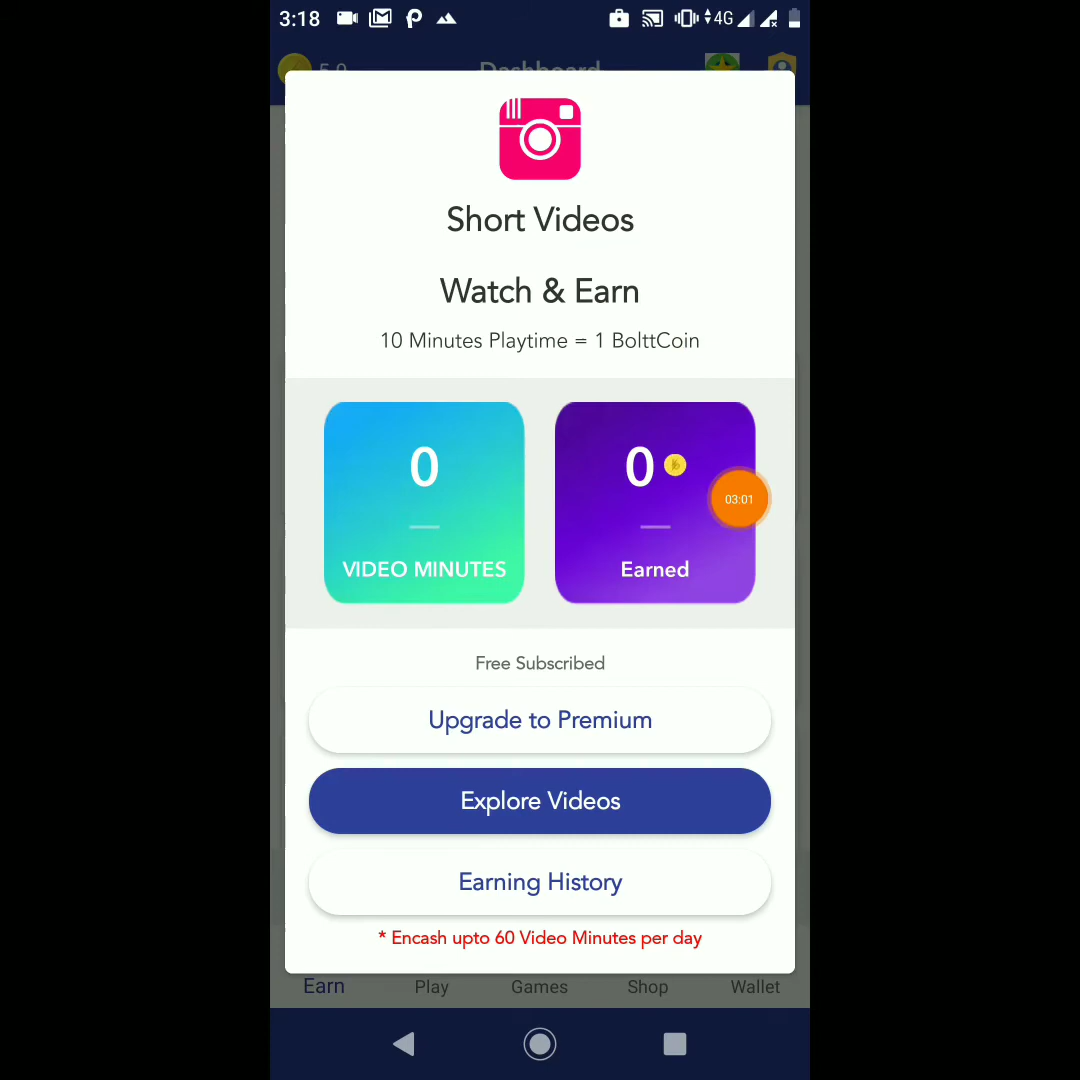 3:18
4G
Dashboard
Short Videos
Watch & Earn
10 Minutes Playtime = 1 BolttCoin
0
0
03:01
VIDEO MINUTES
Earned
Free Subscribed
Upgrade to Premium
Explore Videos
Earning History
* Encash upto 60 Video Minutes per day
Earn Play Games Shop Wallet